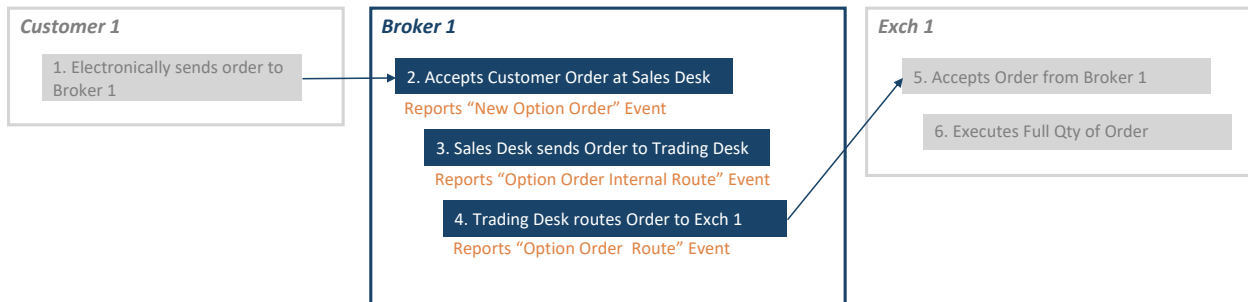 Customer 1
1. Electronically sends order to
Broker 1
Broker 1
2. Accepts Customer Order at Sales Desk
Reports “New Option Order” Event
3. Sales Desk sends Order to Trading Desk
Reports “Option Order Internal Route” Event
4. Trading Desk routes Order to Exch 1
Reports “Option Order  Route” Event
Exch 1
5. Accepts Order from Broker 1
6. Executes Full Qty of Order